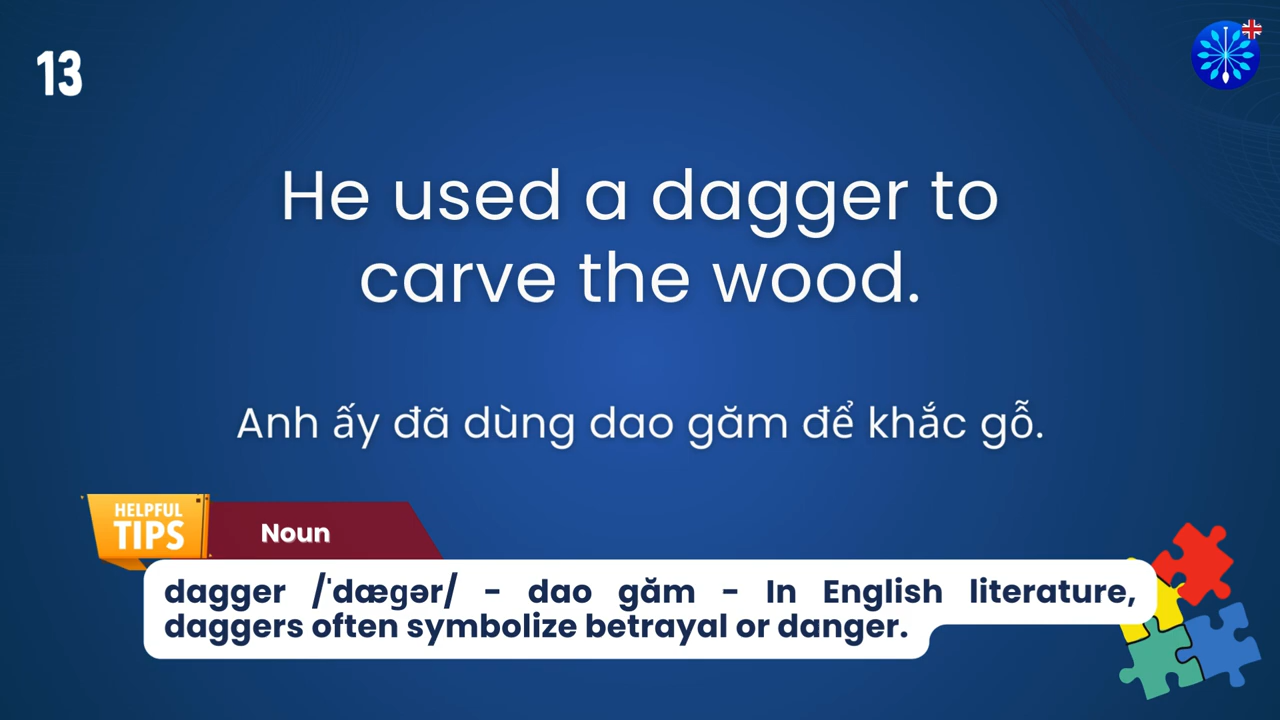 13
He used a dagger to
carve the wood.
Anh ấy đã dùng dao găm để khắc gỗ.
HELPFUL
TIPS
Noun
dagger /ˈdæɡər/ - dao găm - In English literature,
daggers often symbolize betrayal or danger.